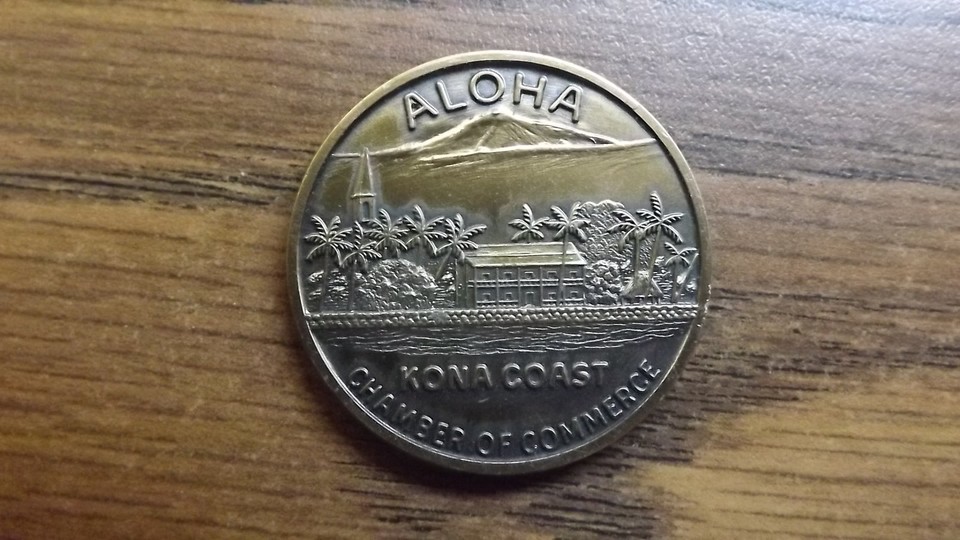 ALOHA
KONA COAST
CHAMBER OF COMMERCE